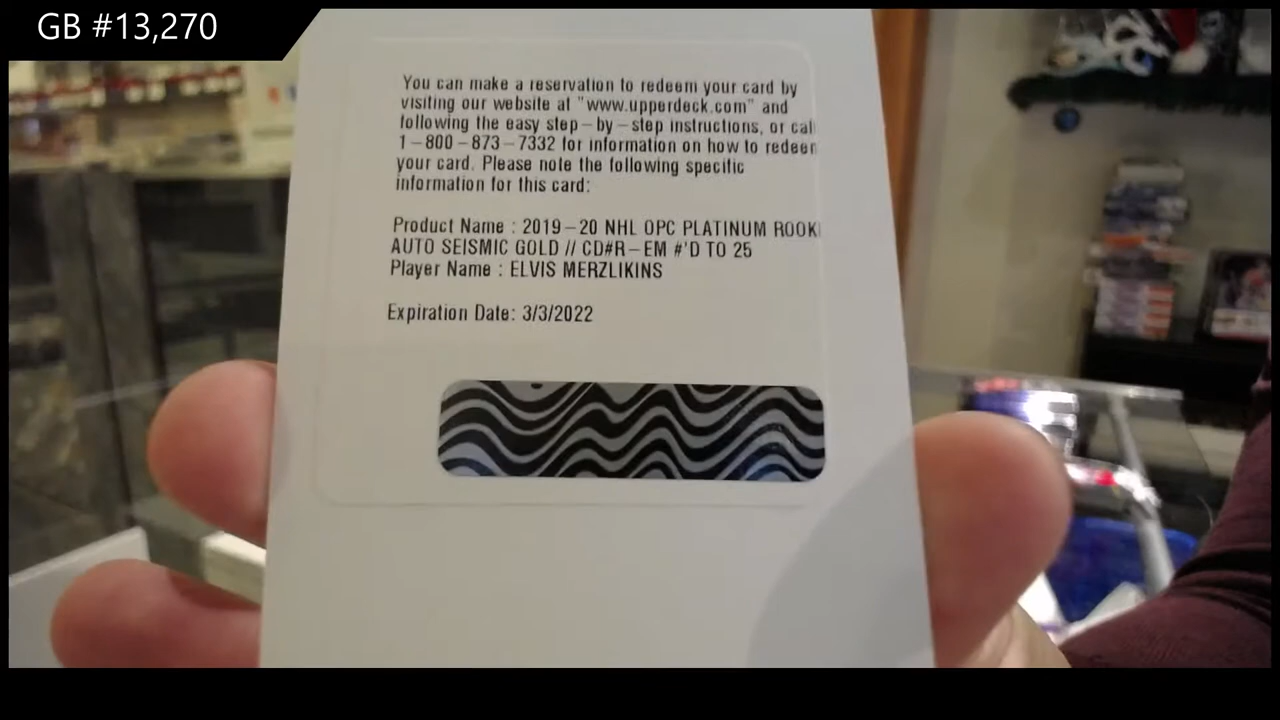 GB #13,270
You can make a reservation to redeem your card by
visiting our website at "www.upperdeck.com" and
following the easy step-by-step instructions, or cal
1-800-873-7332 for information on how to redeem
your card. Please note the following specific
information for this card:
Product Name : 2019-20 NHL OPC PLATINUM ROOK
AUTO SEISMIC GOLD // CD#R-EM #'D TO 25
Player Name : ELVIS MERZLIKINS
Expiration Date: 3/3/2022